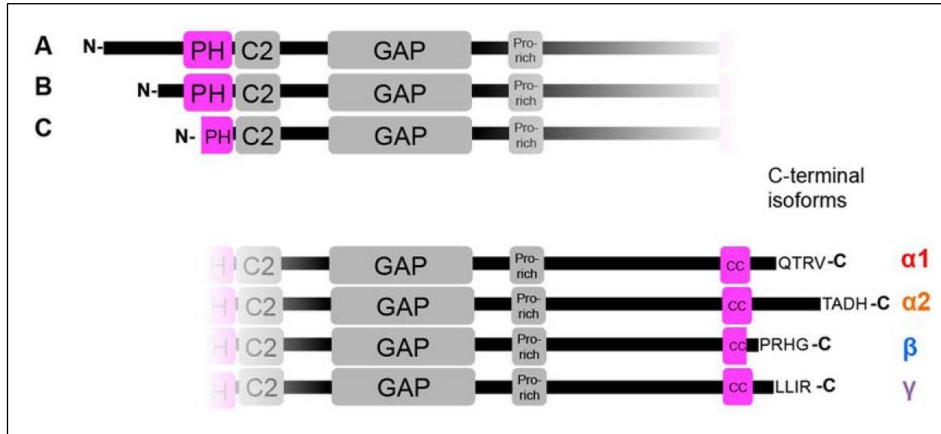 A N- PH C2 GAP Pro-rich
B N- PH C2 GAP Pro-rich
C N- PH C2 GAP Pro-rich
C-terminal
isoforms
H C2 GAP Pro-rich CC QTRV-C α1
H C2 GAP Pro-rich CC TADH-C α2
H C2 GAP Pro-rich CC PRHG-C β
H C2 GAP Pro-rich CC LLIR-C γ